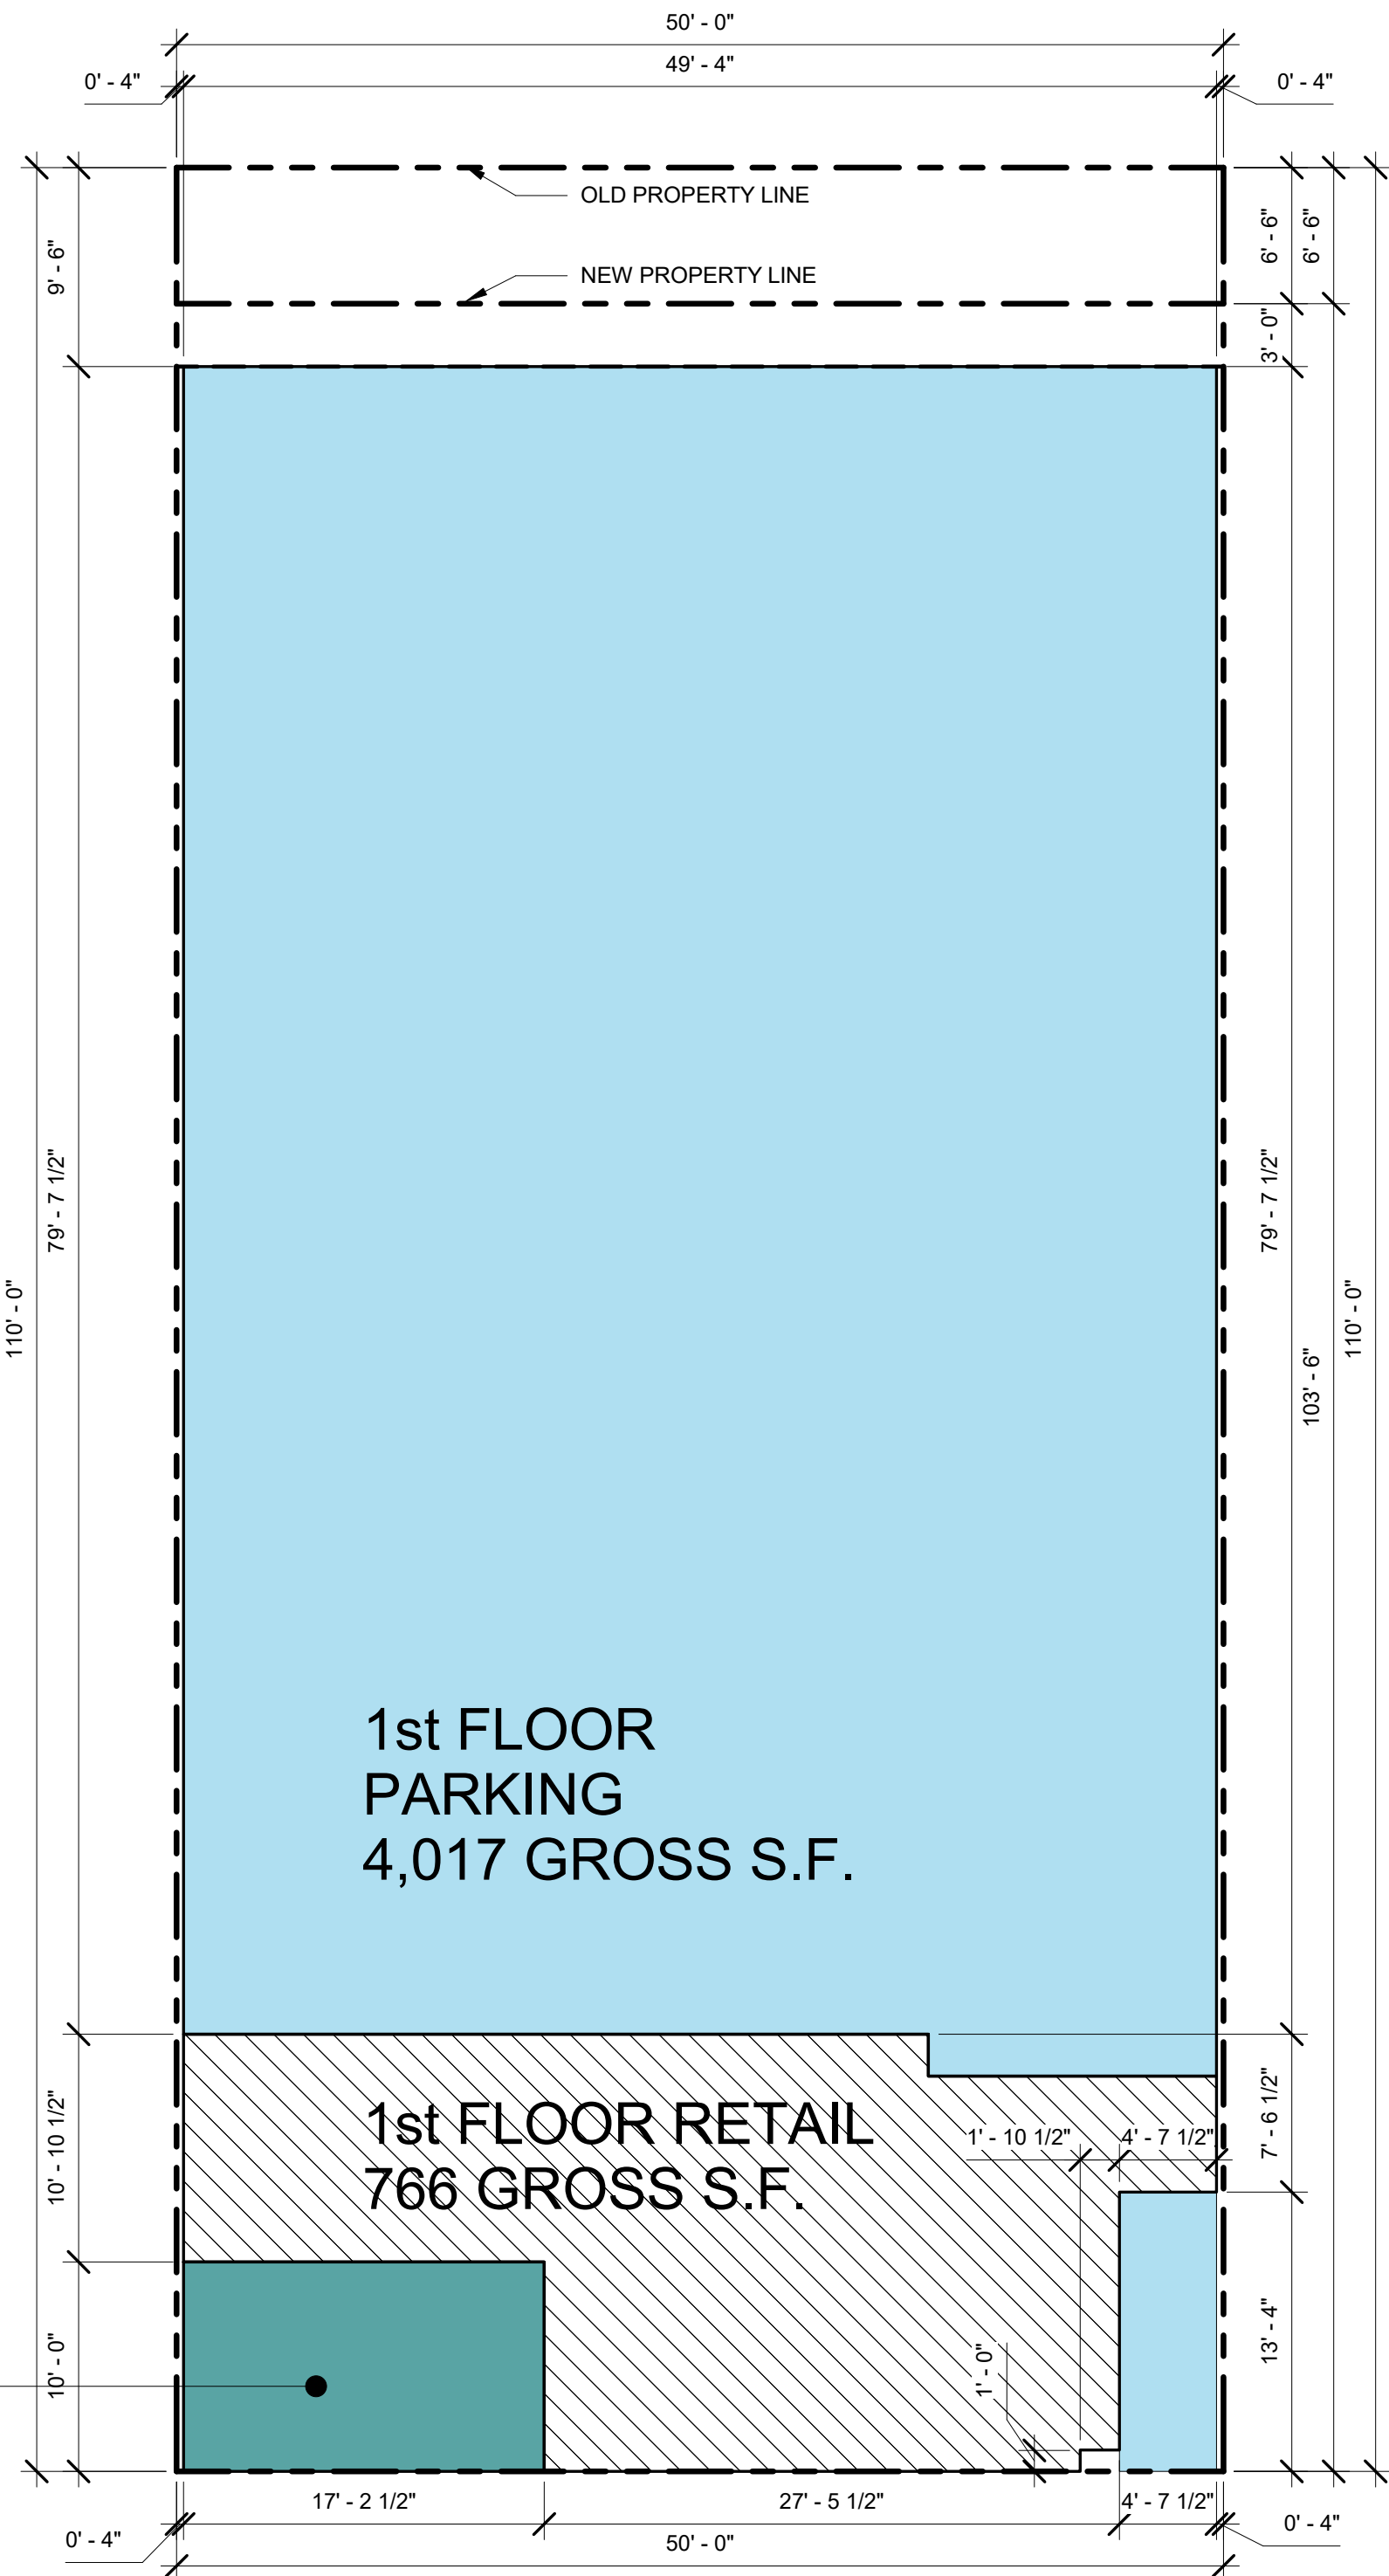 50' - 0"
49' - 4"
0' - 4"
0' - 4"
OLD PROPERTY LINE
9' - 6"
6' - 6"
6' - 6"
NEW PROPERTY LINE
3' - 0"
79' - 7 1/2"
79' - 7 1/2"
110' - 0"
110' - 0"
103' - 6"
1st FLOOR
PARKING
4,017 GROSS S.F.
1st FLOOR RETAIL
766 GROSS S.F.
10' - 10 1/2"
1' - 10 1/2"
4' - 7 1/2"
7' - 6 1/2"
10' - 0"
1' - 0"
13' - 4"
17' - 2 1/2"
27' - 5 1/2"
4' - 7 1/2"
0' - 4"
50' - 0"
0' - 4"